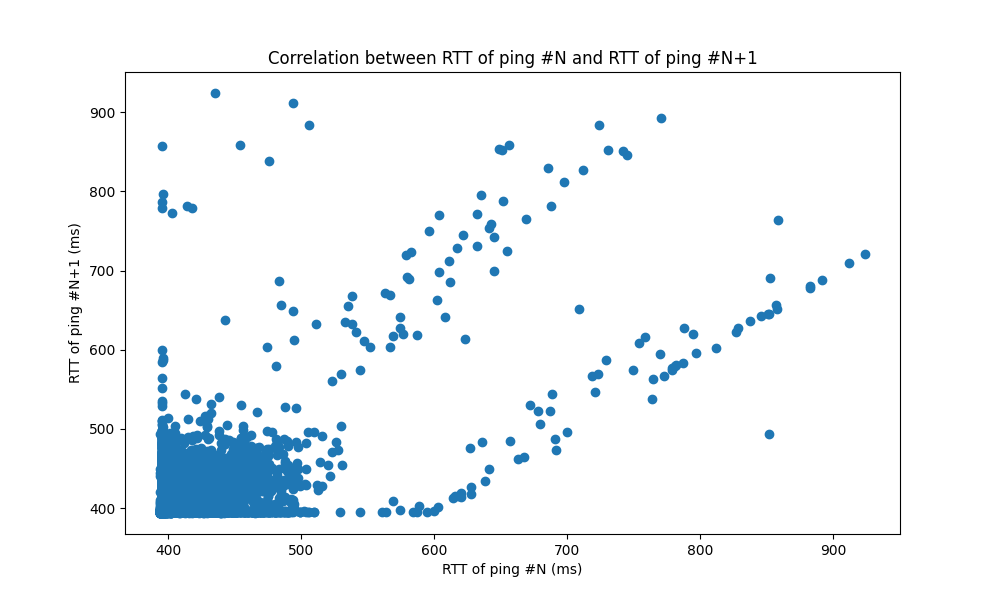 Correlation between RTT of ping #N and RTT of ping #N+1
RTT of ping #N+1 (ms)
900
800
700
600
500
400
400 500 600 700 800 900
RTT of ping #N (ms)